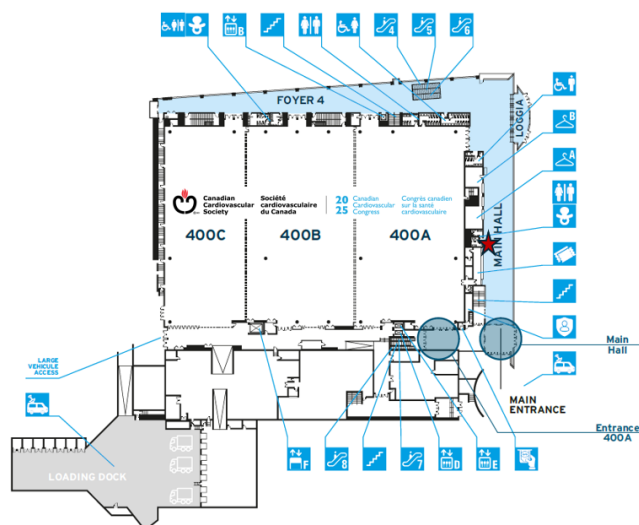 B
4
5
6
FOYER 4
LOGGIA
B
A
Canadian
Cardiovascular
Society
Société
cardiovasculaire
du Canada
20
25
Canadian
Cardiovascular
Congress
Congrès canadien
sur la santé
cardiovasculaire
400C
400B
400A
MAIN HALL
LARGE
VEHICULE
ACCESS
Main
Hall
MAIN
ENTRANCE
Entrance
400A
F
8
7
D
E
LOADING DOCK